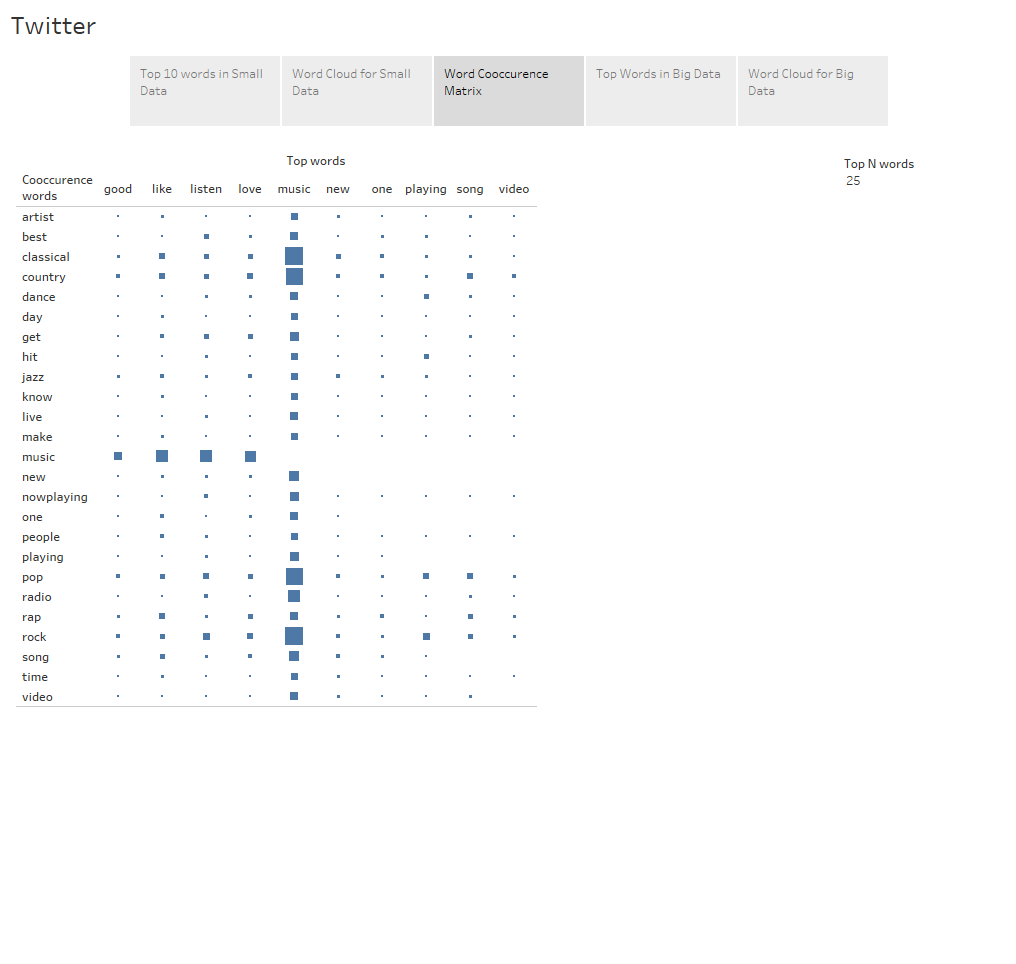 Twitter
Top 10 words in Small
Data
Word Cloud for Small
Data
Word Cooccurence
Matrix
Top Words in Big Data
Word Cloud for Big
Data
Top words
Cooccurence
words
good like listen love music new one playing song video
artist
best
classical
country
dance
day
get
hit
jazz
know
live
make
music
new
nowplaying
one
people
playing
pop
radio
rap
rock
song
time
video
Top N words
25